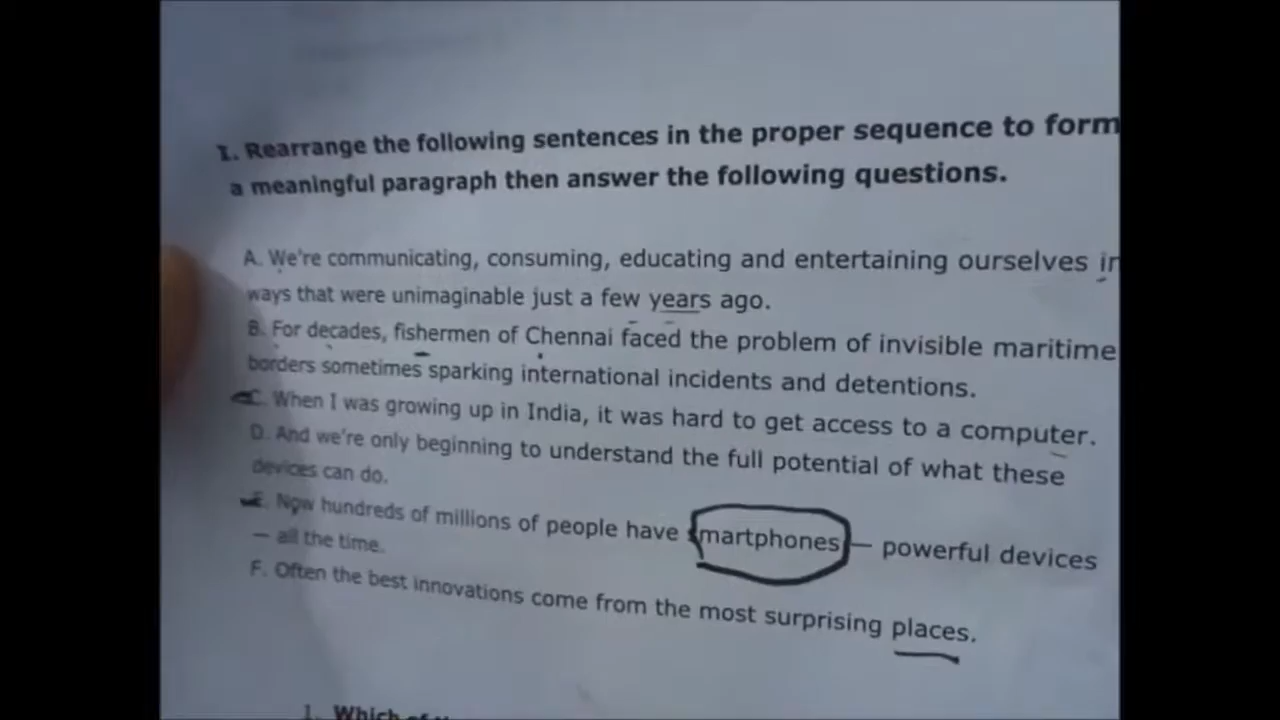 1. Rearrange the following sentences in the proper sequence to form
a meaningful paragraph then answer the following questions.
A. We're communicating, consuming, educating and entertaining ourselves in
ways that were unimaginable just a few years ago.
B. For decades, fishermen of Chennai faced the problem of invisible maritime
borders sometimes sparking international incidents and detentions.
C. When I was growing up in India, it was hard to get access to a computer.
D. And we're only beginning to understand the full potential of what these
devices can do.
E. Now hundreds of millions of people have smartphones — powerful devices
— all the time.
F. Often the best innovations come from the most surprising places.
1. Which of